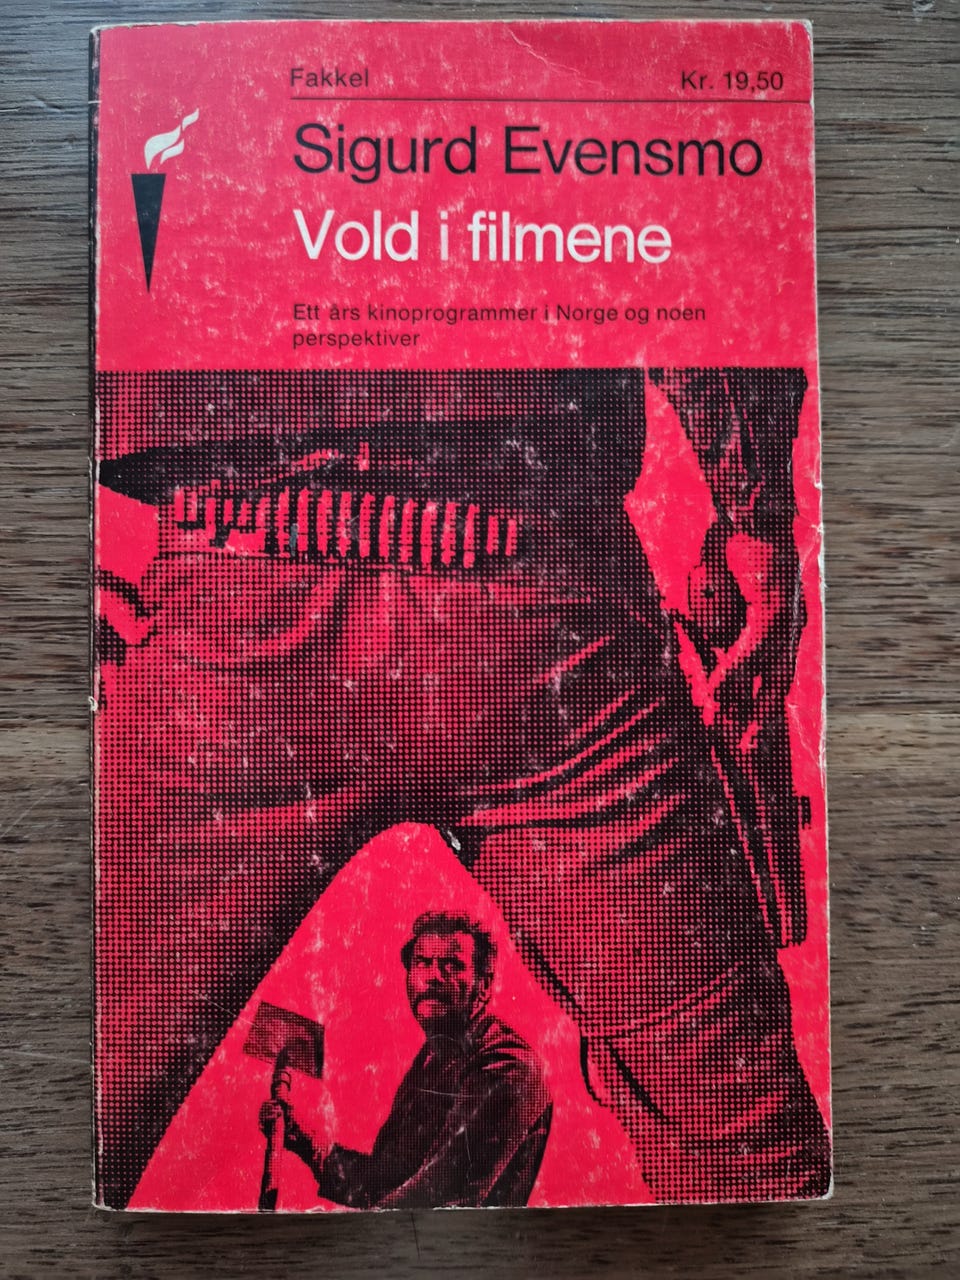 Fakkel
Kr. 19,50
Sigurd Evensmo
Vold i filmene
Ett års kinoprogrammer i Norge og noen
perspektiver